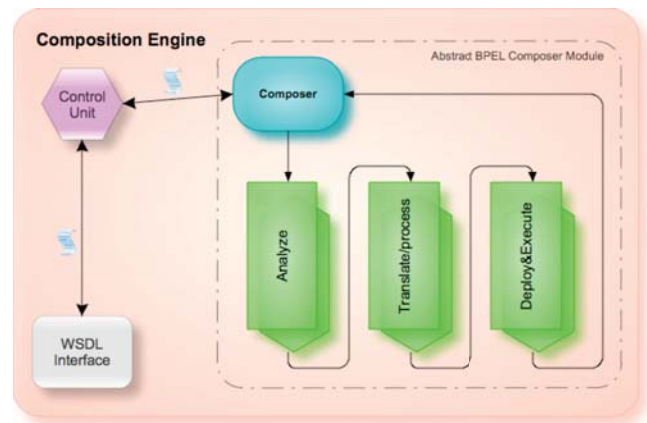 Composition Engine
Abstract BPEL Composer Module
Control
Unit
Composer
Analyze
Translate/process
Deploy&Execute
WSDL
Interface